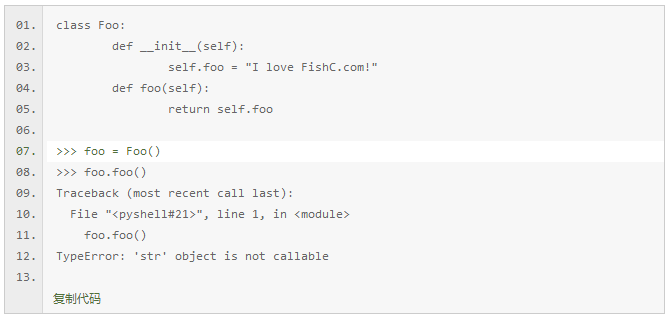 01. class Foo:
02.         def __init__(self):
03.                 self.foo = "I love FishC.com!"
04.         def foo(self):
05.                 return self.foo
06.
07. >>> foo = Foo()
08. >>> foo.foo()
09. Traceback (most recent call last):
10.   File "<pyshell#21>", line 1, in <module>
11.     foo.foo()
12. TypeError: 'str' object is not callable
13.
复制代码